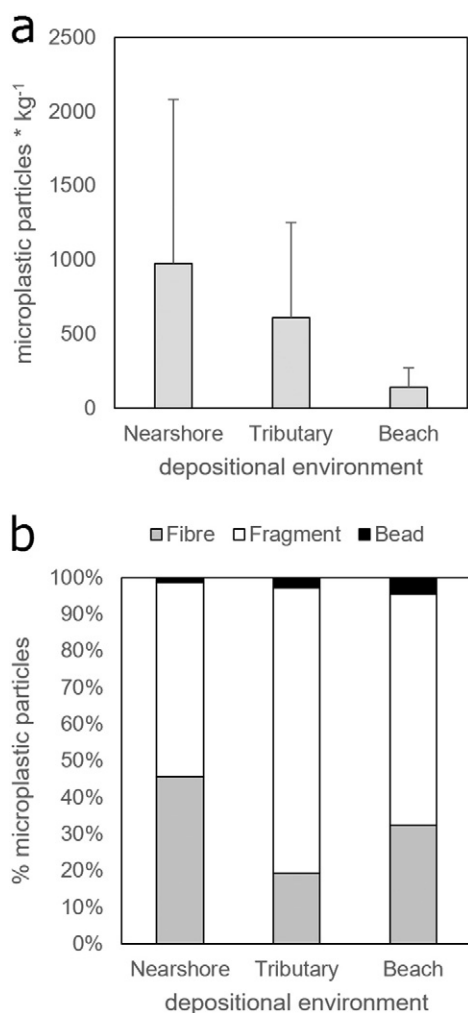 a
microplastic particles * kg⁻¹
2500
2000
1500
1000
500
0
Nearshore Tributary Beach
depositional environment
b
Fibre Fragment Bead
% microplastic particles
100%
90%
80%
70%
60%
50%
40%
30%
20%
10%
0%
Nearshore Tributary Beach
depositional environment